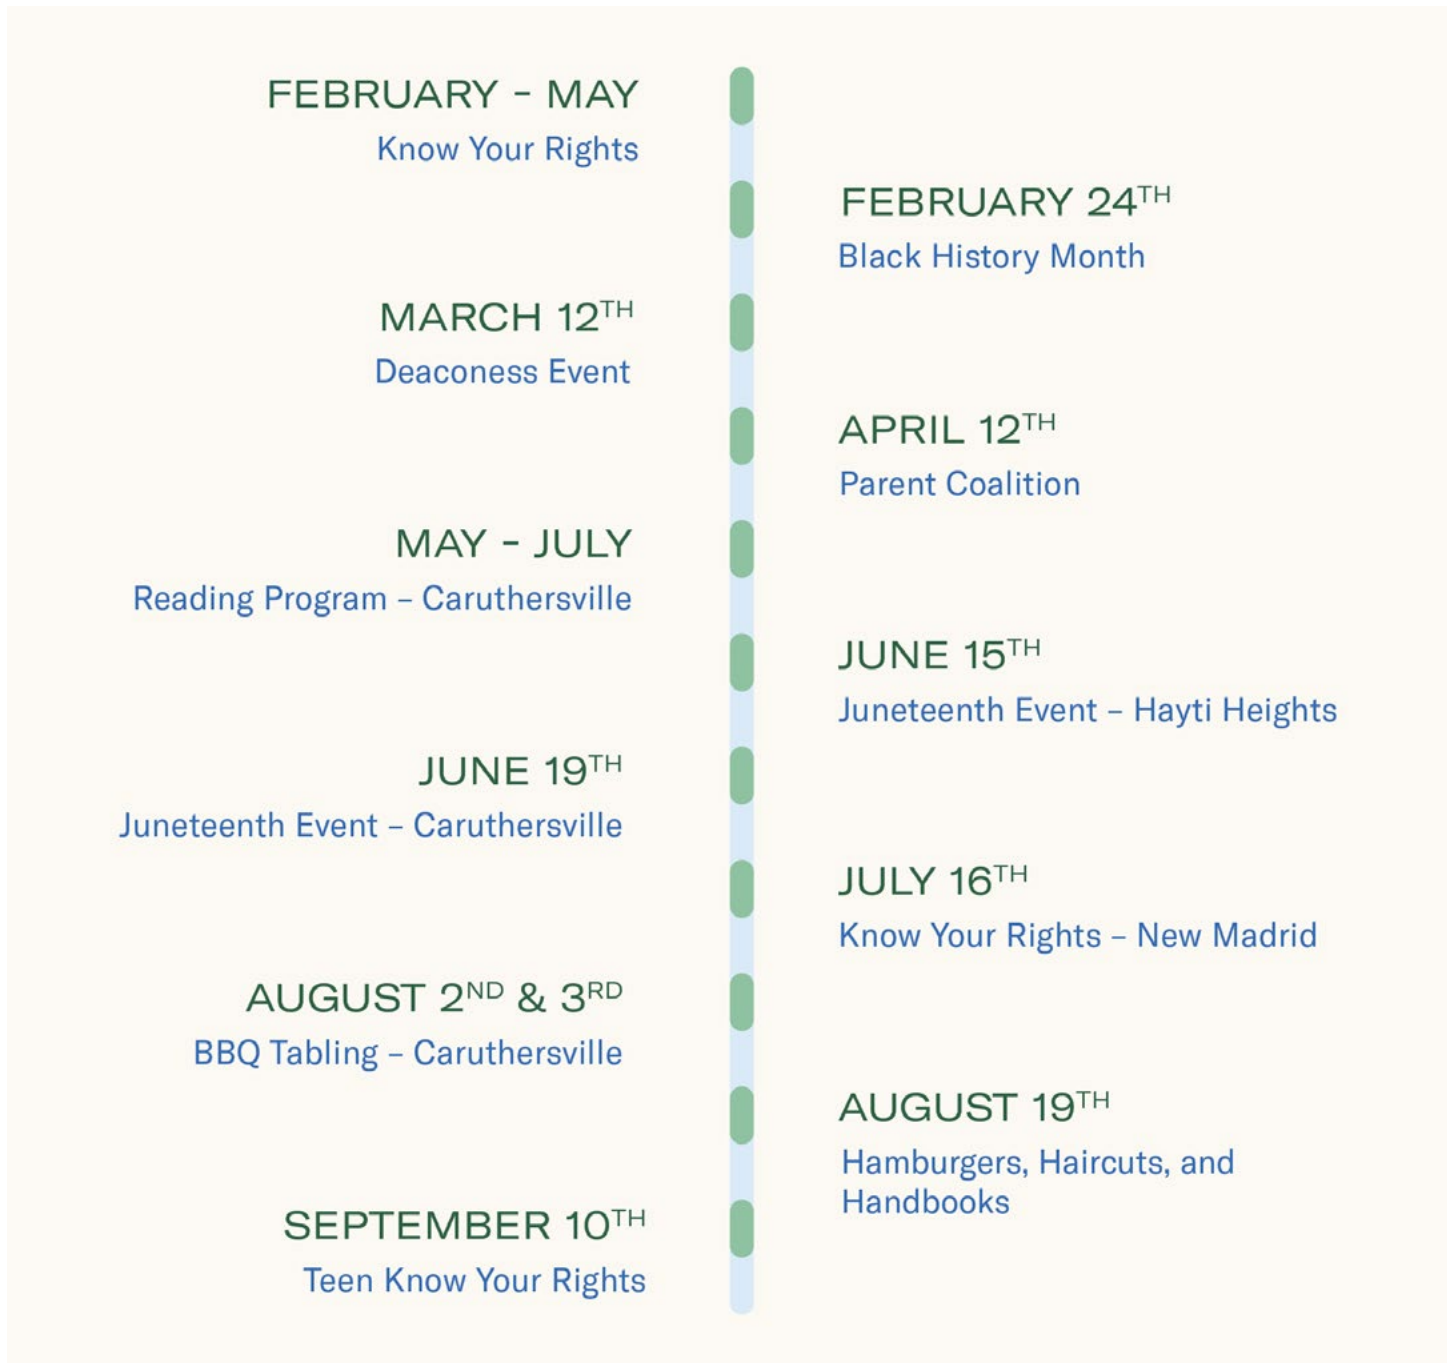 FEBRUARY - MAY
Know Your Rights
FEBRUARY 24TH
Black History Month
MARCH 12TH
Deaconess Event
APRIL 12TH
Parent Coalition
MAY - JULY
Reading Program – Caruthersville
JUNE 15TH
Juneteenth Event – Hayti Heights
JUNE 19TH
Juneteenth Event – Caruthersville
JULY 16TH
Know Your Rights – New Madrid
AUGUST 2ND & 3RD
BBQ Tabling – Caruthersville
AUGUST 19TH
Hamburgers, Haircuts, and
Handbooks
SEPTEMBER 10TH
Teen Know Your Rights